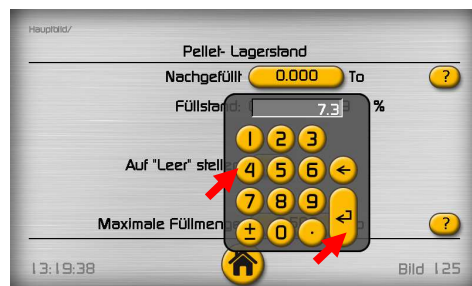 Hauptbild/
Pellet- Lagerstand
Nachgefüllt 0.000 To ?
Füllstand: %
7.3
1 2 3
Auf "Leer" stelle
4 5 6 ←
7 8 9 ↵
Maximale Füllmenge ?
± 0 .
13:19:38 Bild 125